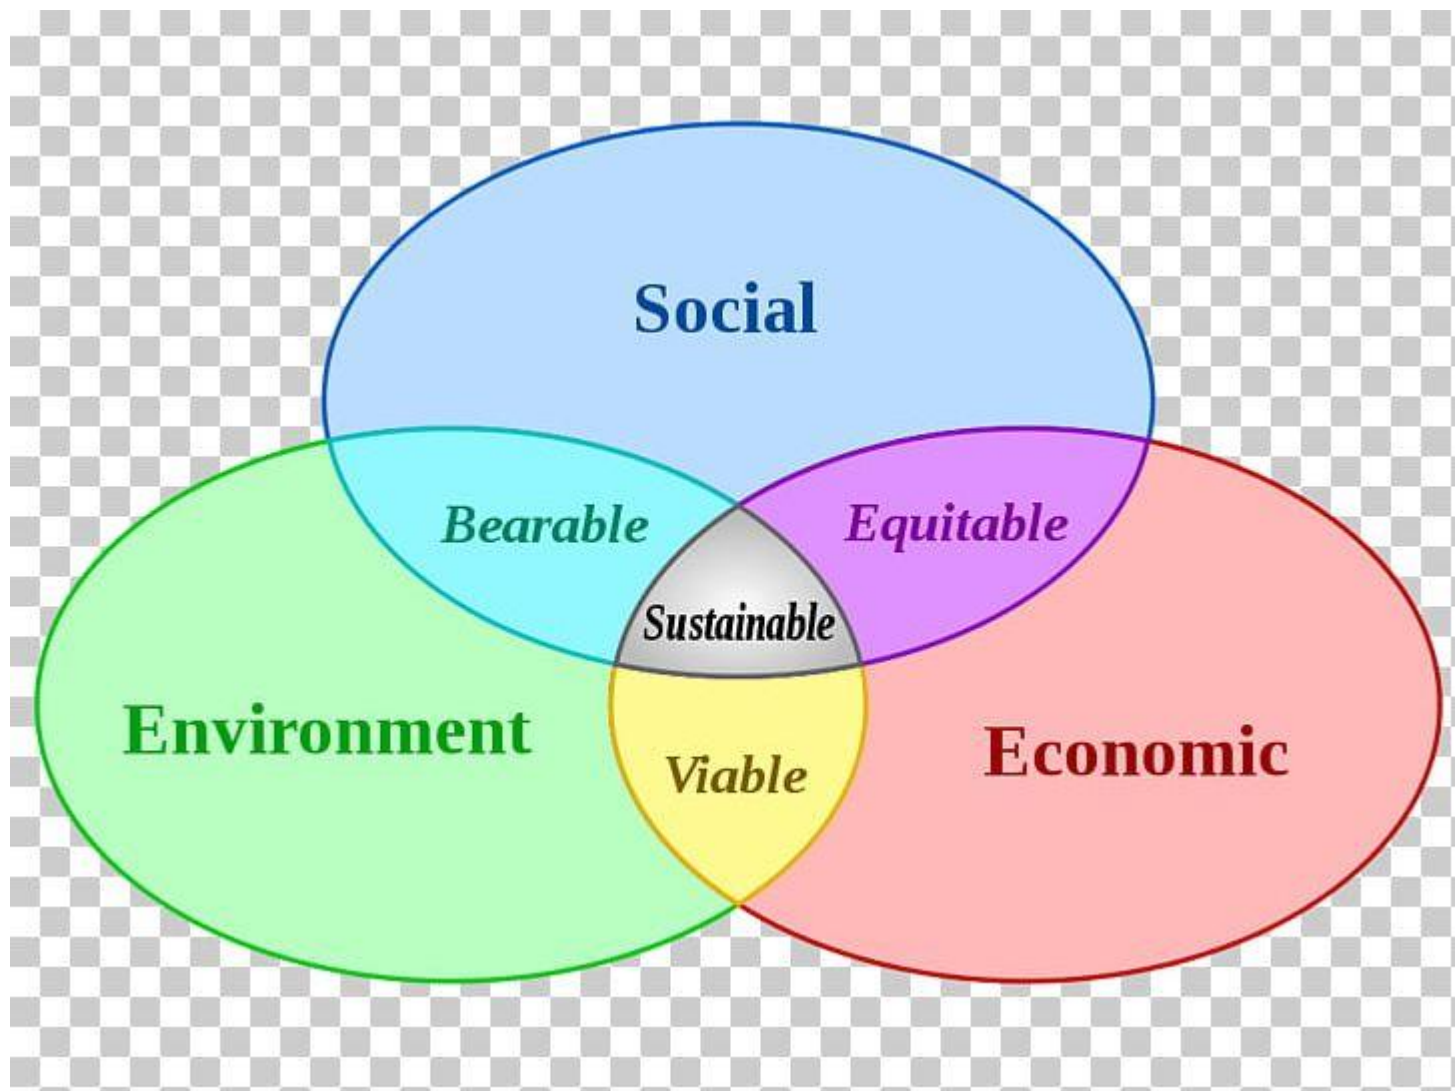 Social
Bearable
Equitable
Sustainable
Environment
Economic
Viable